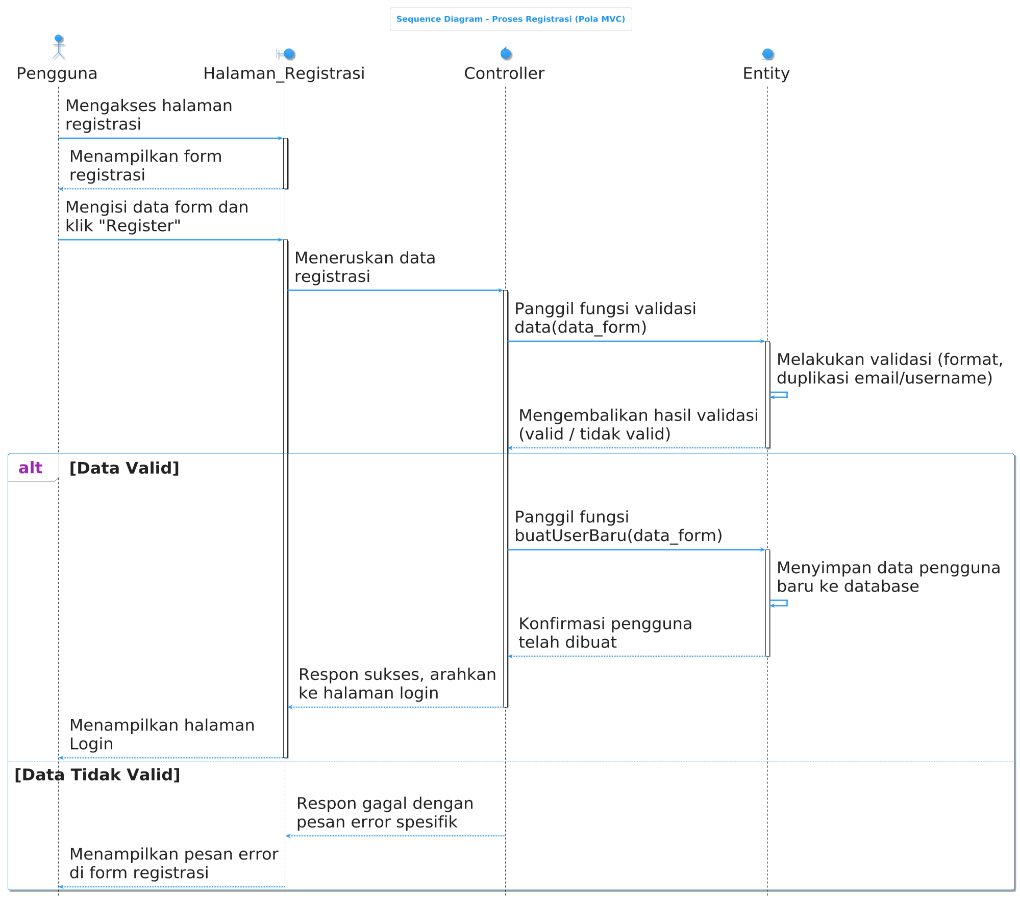 Sequence Diagram - Proses Registrasi (Pola MVC)
Pengguna
Halaman_Registrasi
Controller
Entity
Mengakses halaman
registrasi
Menampilkan form
registrasi
Mengisi data form dan
klik "Register"
Meneruskan data
registrasi
Panggil fungsi validasi
data(data_form)
Melakukan validasi (format,
duplikasi email/username)
Mengembalikan hasil validasi
(valid / tidak valid)
alt
[Data Valid]
Panggil fungsi
buatUserBaru(data_form)
Menyimpan data pengguna
baru ke database
Konfirmasi pengguna
telah dibuat
Respon sukses, arahkan
ke halaman login
Menampilkan halaman
Login
[Data Tidak Valid]
Respon gagal dengan
pesan error spesifik
Menampilkan pesan error
di form registrasi